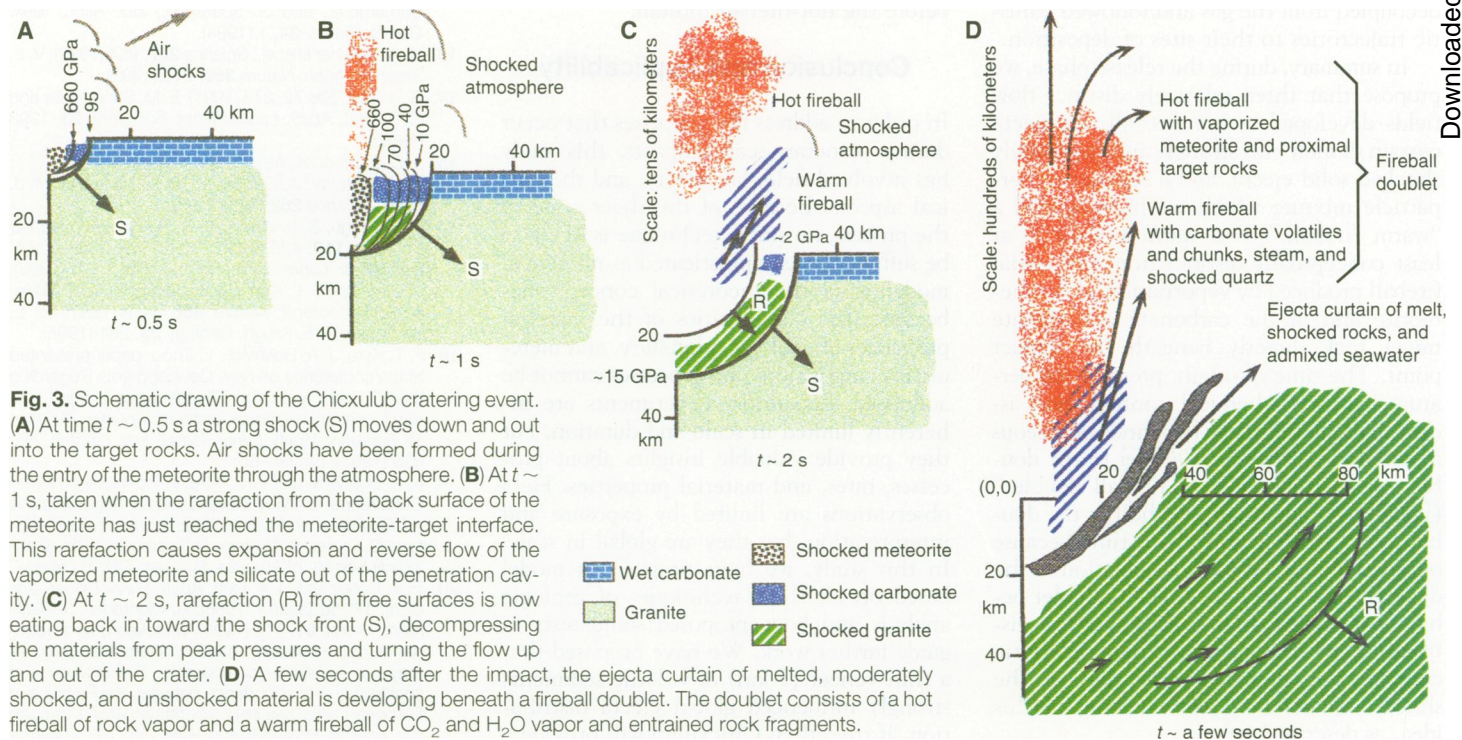 A
660 GPa
95
Air
shocks
20
40 km
S
20
km
40
t ~ 0.5 s
B
Hot
fireball
Shocked
atmosphere
660
100
70
40
10 GPa
20
40 km
S
20
km
40
t ~ 1 s
C
Scale: tens of kilometers
Hot fireball
Shocked
atmosphere
Warm
fireball
~2 GPa
40 km
R
20
S
~15 GPa
40
km
t ~ 2 s
D
Scale: hundreds of kilometers
Hot fireball
with vaporized
meteorite and proximal
target rocks
Fireball
doublet
Warm fireball
with carbonate volatiles
and chunks, steam, and
shocked quartz
Ejecta curtain of melt,
shocked rocks, and
admixed seawater
(0,0)
20
40
60
80
km
20
km
40
R
t ~ a few seconds
Wet carbonate
Granite
Shocked meteorite
Shocked carbonate
Shocked granite
Fig. 3. Schematic drawing of the Chicxulub cratering event.
(A) At time t ~ 0.5 s a strong shock (S) moves down and out
into the target rocks. Air shocks have been formed during
the entry of the meteorite through the atmosphere. (B) At t ~
1 s, taken when the rarefaction from the back surface of the
meteorite has just reached the meteorite-target interface.
This rarefaction causes expansion and reverse flow of the
vaporized meteorite and silicate out of the penetration cav-
ity. (C) At t ~ 2 s, rarefaction (R) from free surfaces is now
eating back in toward the shock front (S), decompressing
the materials from peak pressures and turning the flow up
and out of the crater. (D) A few seconds after the impact, the ejecta curtain of melted, moderately
shocked, and unshocked material is developing beneath a fireball doublet. The doublet consists of a hot
fireball of rock vapor and a warm fireball of CO₂ and H₂O vapor and entrained rock fragments.
Downloaded